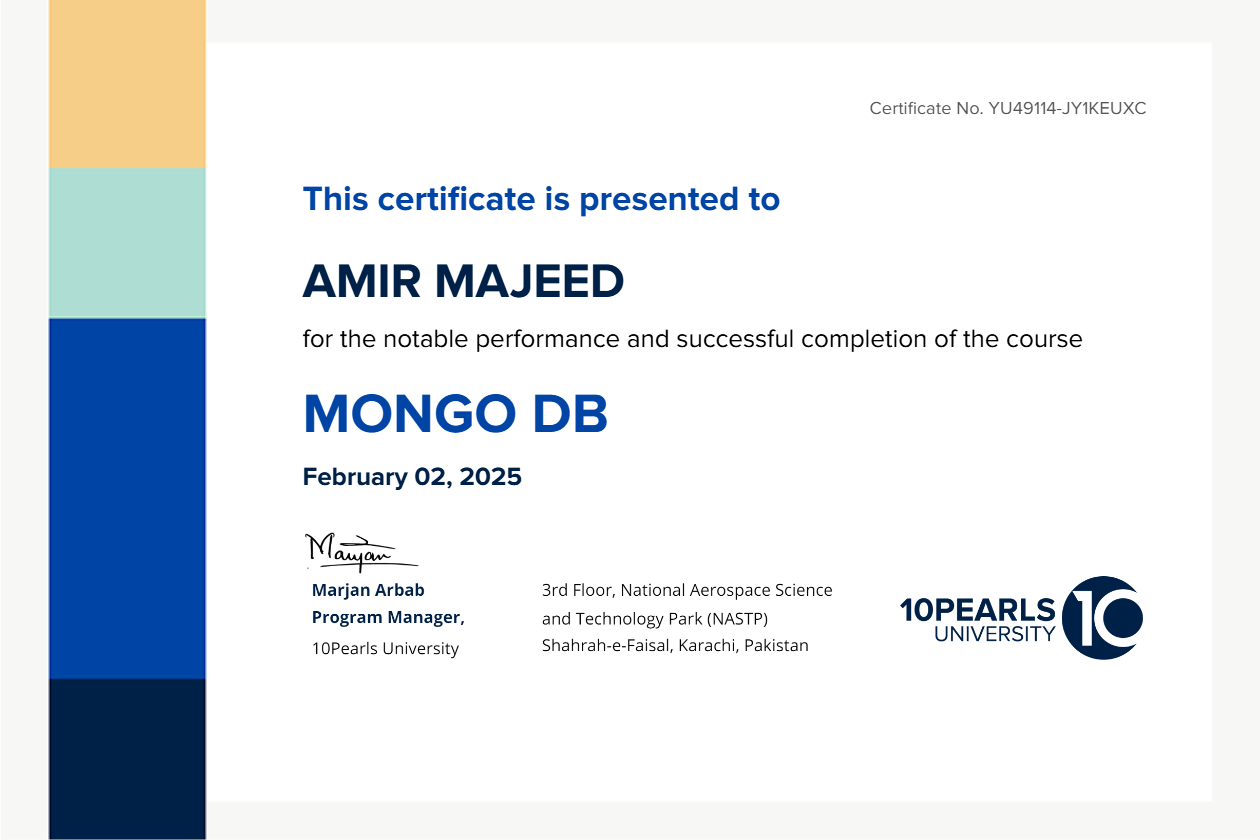 Certificate No. YU49114-JY1KEUXC
This certificate is presented to
AMIR MAJEED
for the notable performance and successful completion of the course
MONGO DB
February 02, 2025
Marjan
Marjan Arbab
Program Manager,
10Pearls University
3rd Floor, National Aerospace Science
and Technology Park (NASTP)
Shahrah-e-Faisal, Karachi, Pakistan
10PEARLS
UNIVERSITY
10